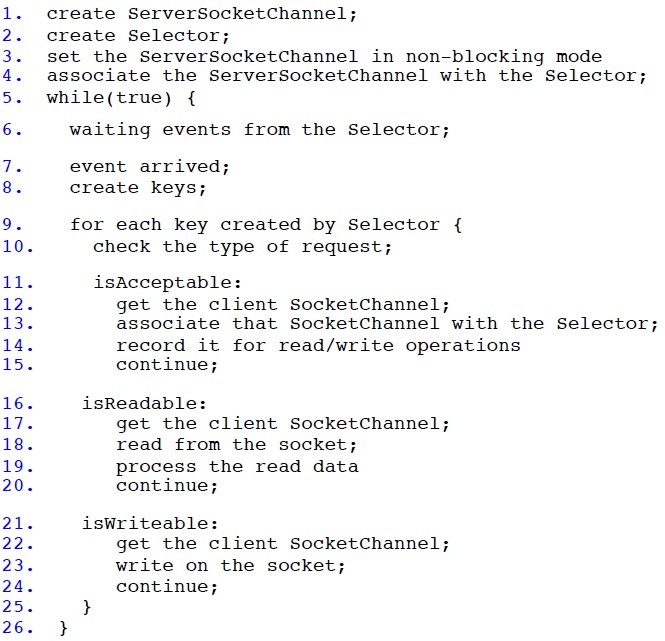 1. create ServerSocketChannel;
2. create Selector;
3. set the ServerSocketChannel in non-blocking mode
4. associate the ServerSocketChannel with the Selector;
5. while(true) {
6. waiting events from the Selector;
7. event arrived;
8. create keys;
9. for each key created by Selector {
10. check the type of request;
11. isAcceptable:
12. get the client SocketChannel;
13. associate that SocketChannel with the Selector;
14. record it for read/write operations
15. continue;
16. isReadable:
17. get the client SocketChannel;
18. read from the socket;
19. process the read data
20. continue;
21. isWriteable:
22. get the client SocketChannel;
23. write on the socket;
24. continue;
25. }
26. }